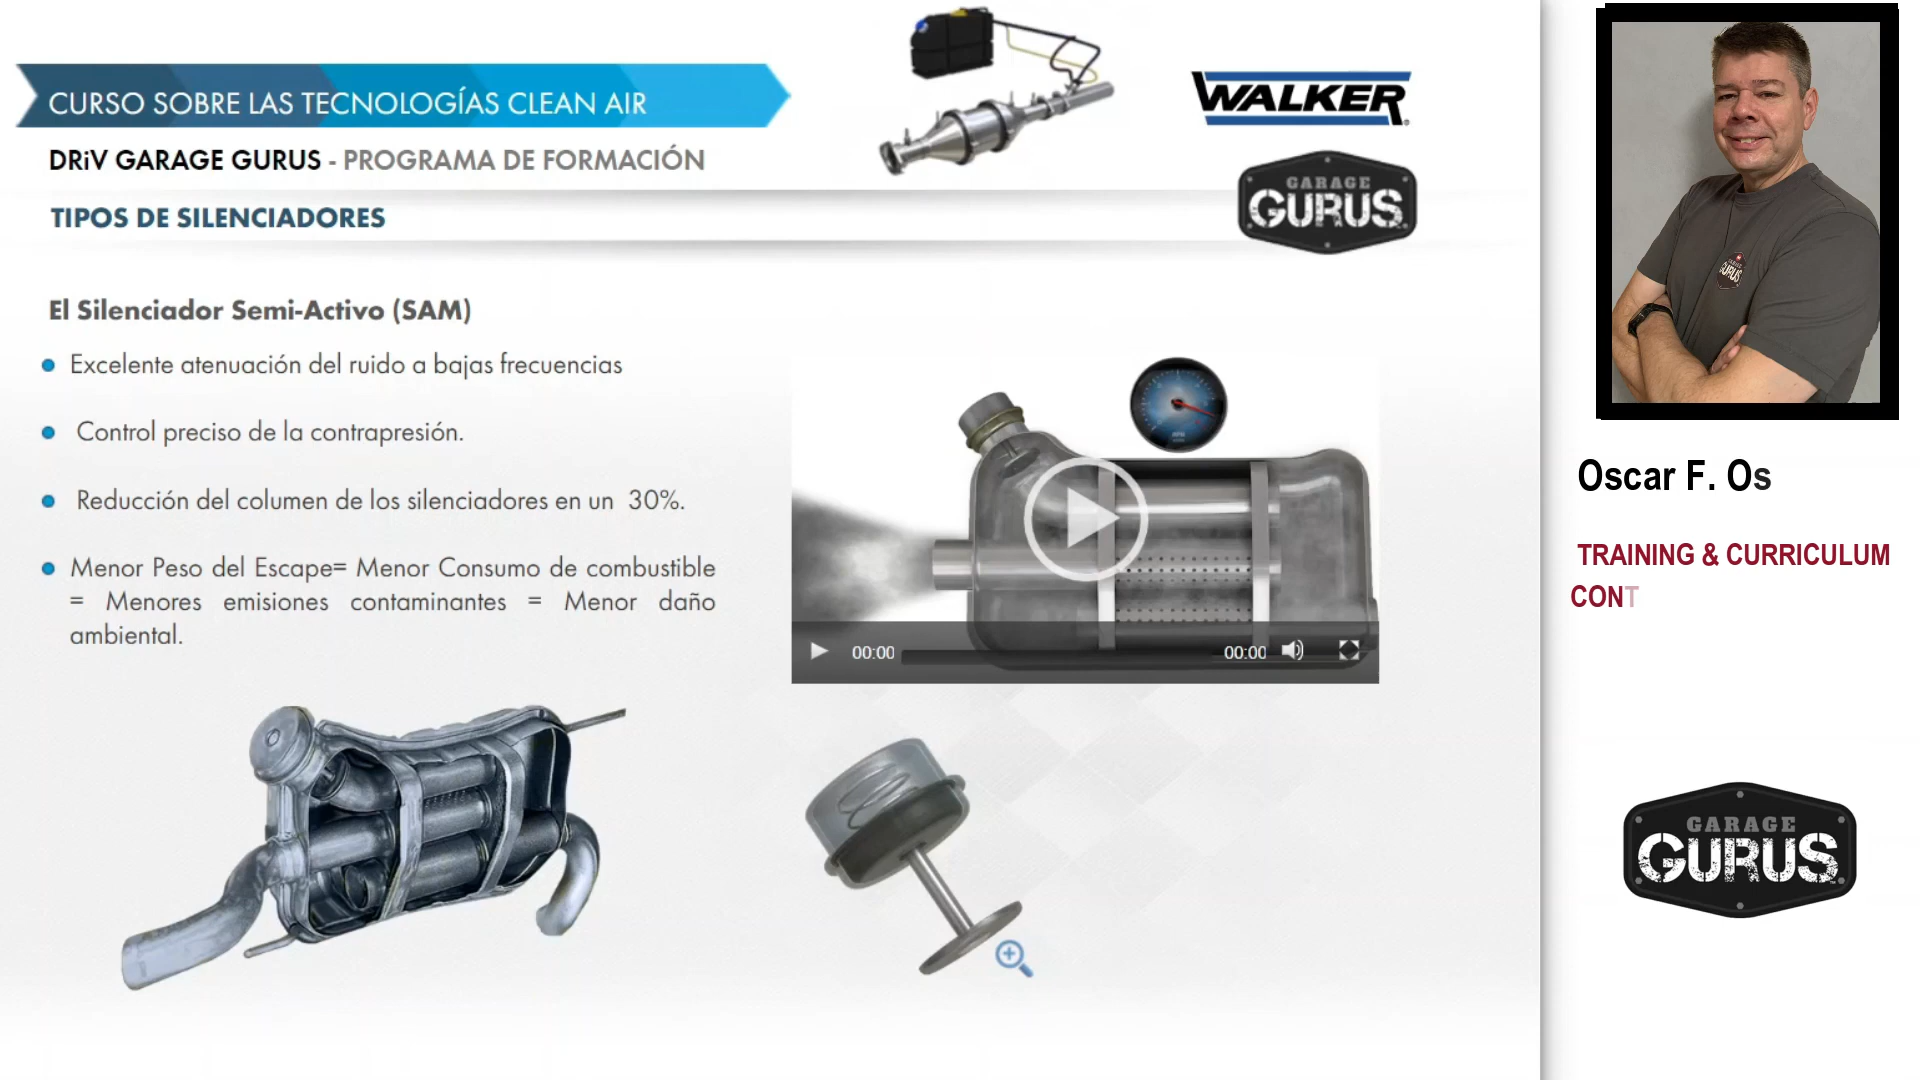 CURSO SOBRE LAS TECNOLOGÍAS CLEAN AIR
DRiV GARAGE GURUS - PROGRAMA DE FORMACIÓN
WALKER
GARAGE
GURUS
TIPOS DE SILENCIADORES
El Silenciador Semi-Activo (SAM)
Excelente atenuación del ruido a bajas frecuencias
Control preciso de la contrapresión.
Reducción del columen de los silenciadores en un 30%.
Menor Peso del Escape= Menor Consumo de combustible
= Menores emisiones contaminantes = Menor daño
ambiental.
00:00 00:00
GURUS
Oscar F. Os
TRAINING & CURRICULUM
CONT
GARAGE
GURUS